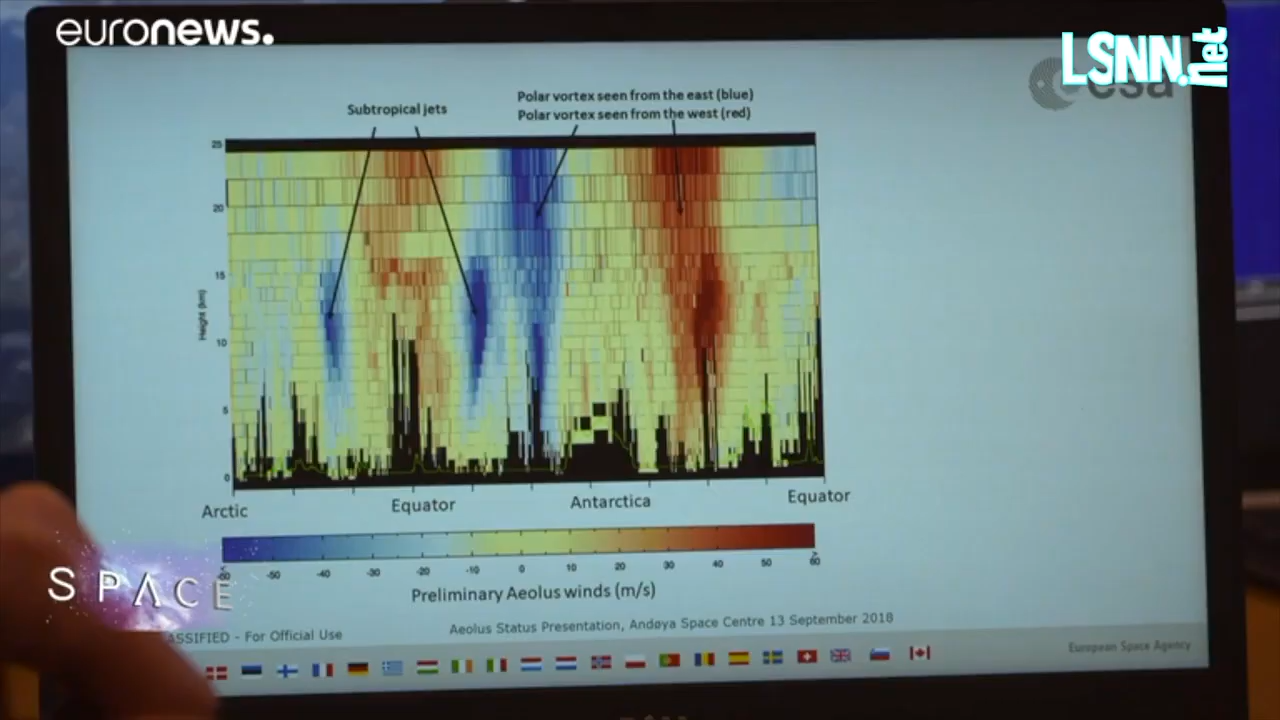 euronews.
LSNN.net
esa
Subtropical jets
Polar vortex seen from the east (blue)
Polar vortex seen from the west (red)
25
20
15
10
5
0
Height (km)
Arctic
Equator
Antarctica
Equator
-50
-40
-30
-20
-10
0
10
20
30
40
50
60
Preliminary Aeolus winds (m/s)
SPACE
ASSIFIED - For Official Use
Aeolus Status Presentation, Andøya Space Centre 13 September 2018
European Space Agency